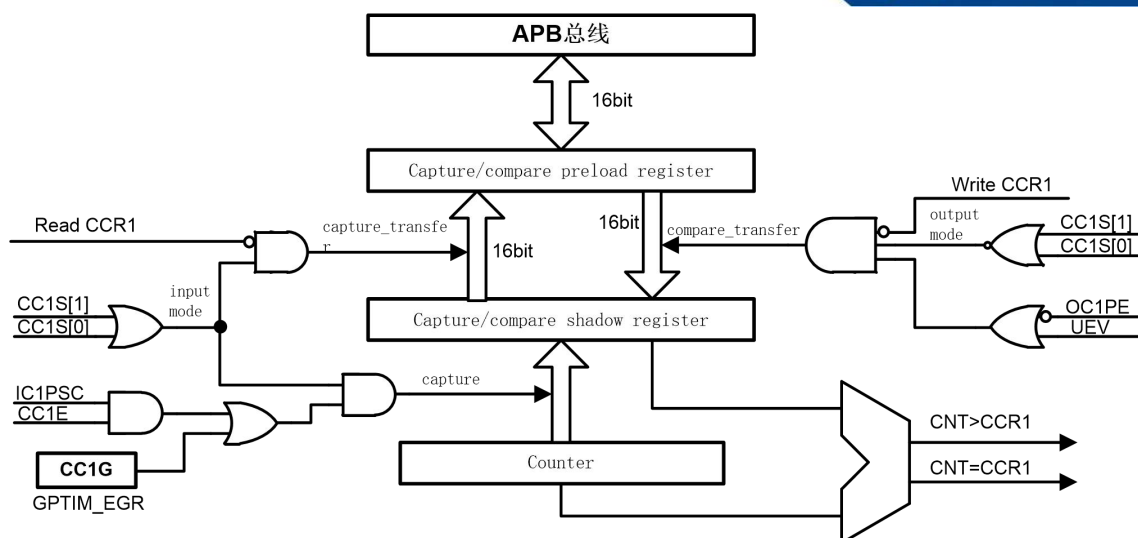 APB总线
16bit
Capture/compare preload register
Write CCR1
Read CCR1
capture_transfe
r
16bit
16bit
compare_transfer
output
mode
CC1S[1]
CC1S[0]
CC1S[1]
CC1S[0]
input
mode
Capture/compare shadow register
OC1PE
UEV
IC1PSC
CC1E
capture
CC1G
GPTIM_EGR
Counter
CNT>CCR1
CNT=CCR1